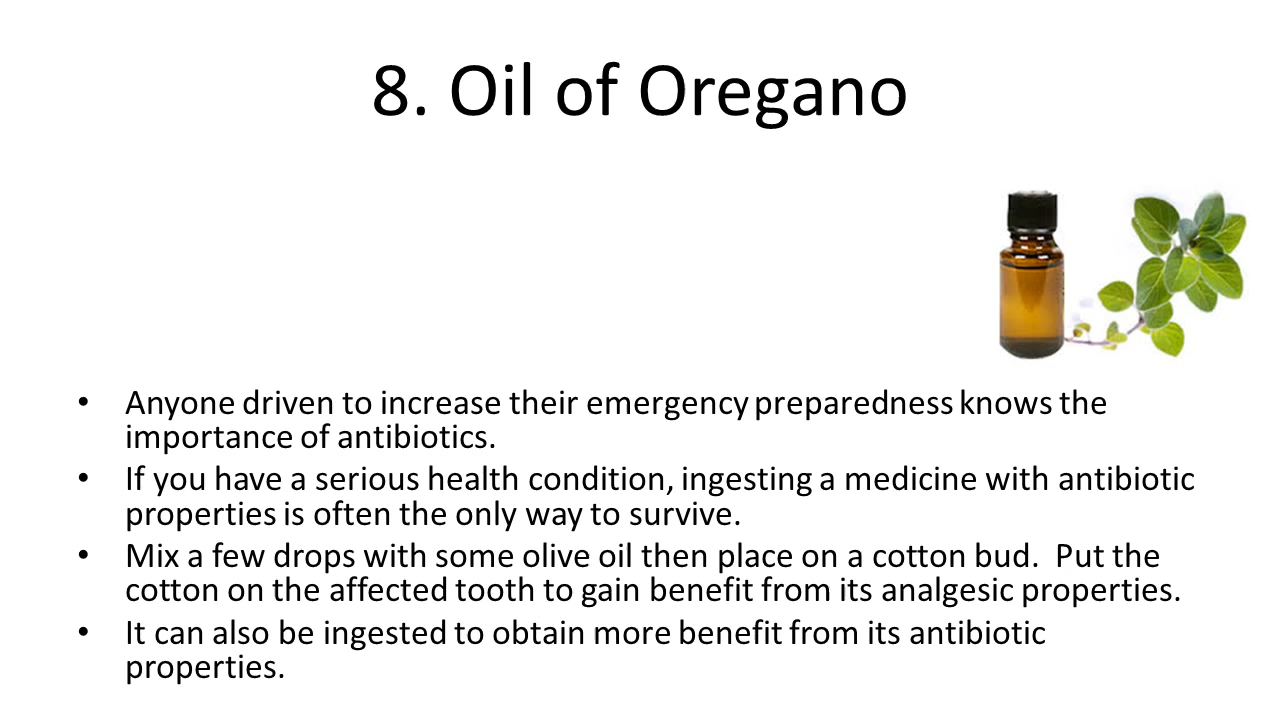 8. Oil of Oregano
• Anyone driven to increase their emergency preparedness knows the
importance of antibiotics.
• If you have a serious health condition, ingesting a medicine with antibiotic
properties is often the only way to survive.
• Mix a few drops with some olive oil then place on a cotton bud.  Put the
cotton on the affected tooth to gain benefit from its analgesic properties.
• It can also be ingested to obtain more benefit from its antibiotic
properties.